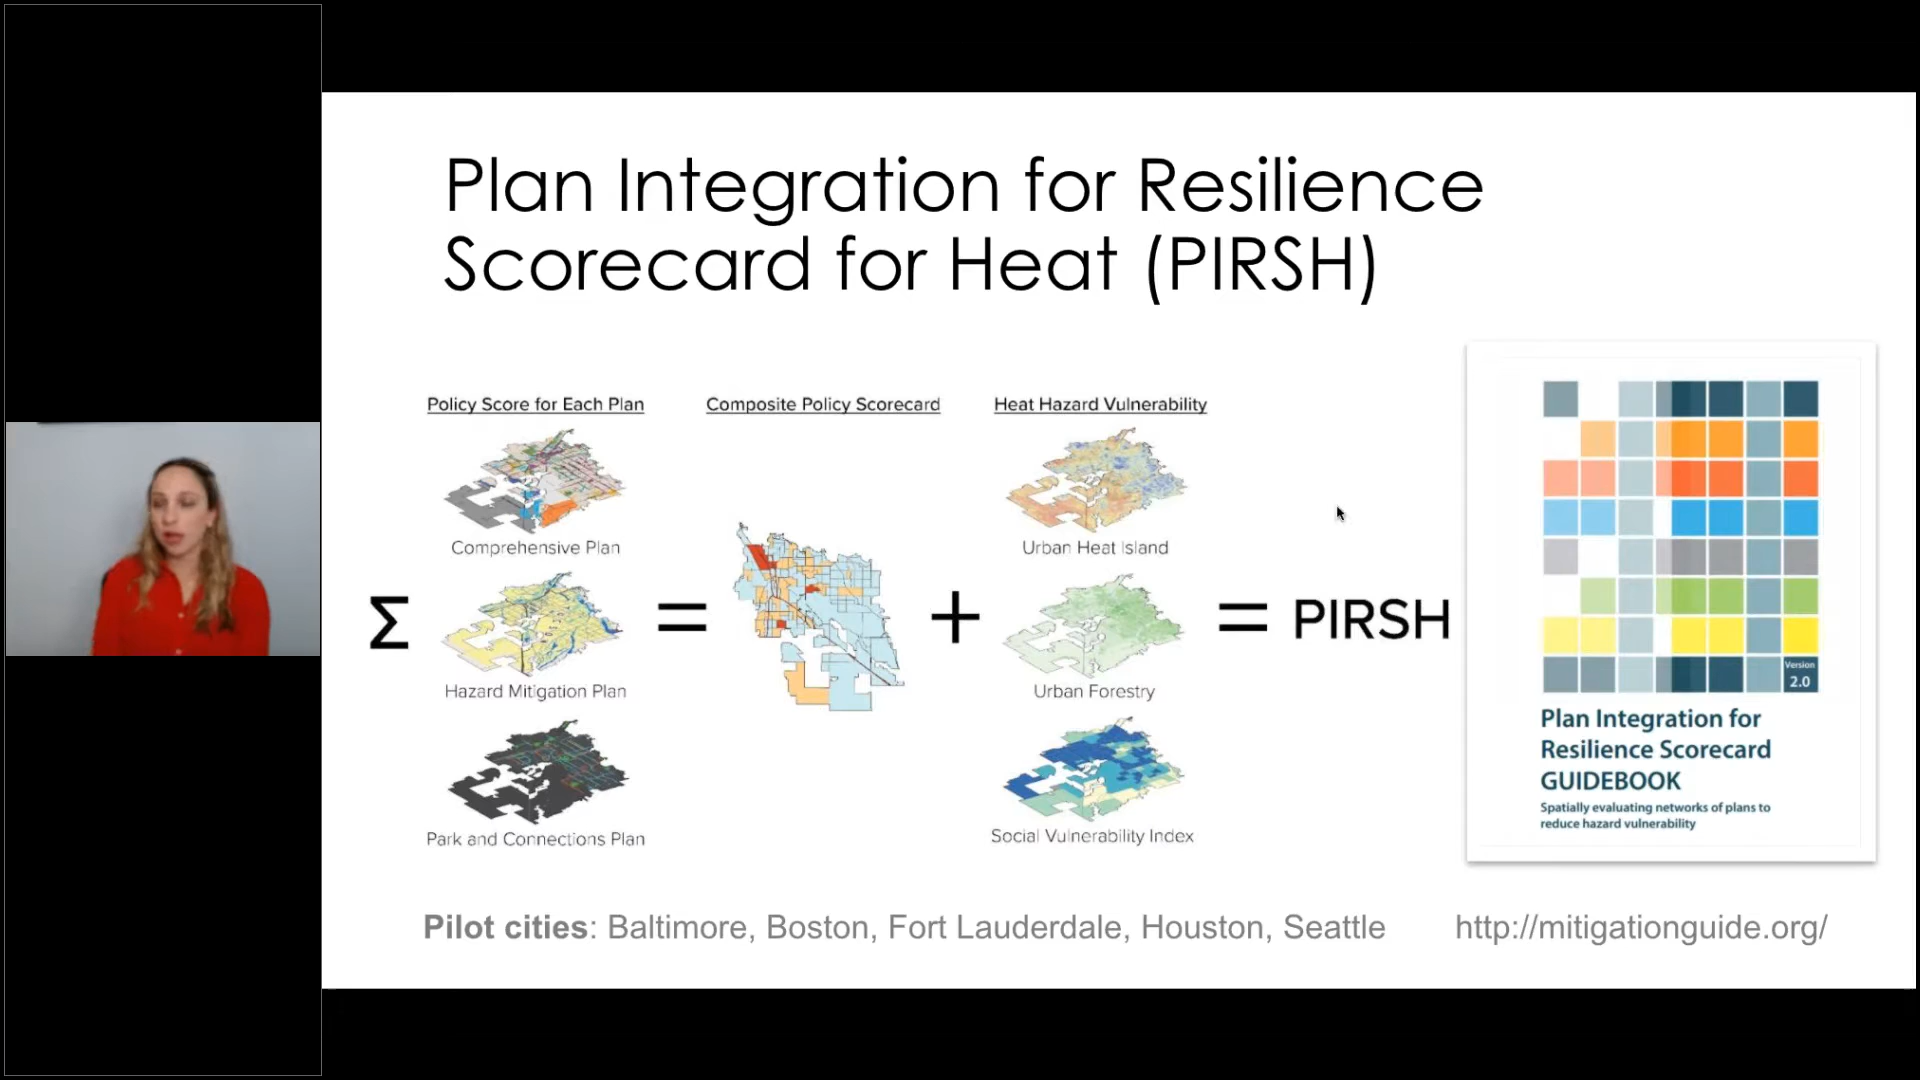 Plan Integration for Resilience
Scorecard for Heat (PIRSH)
Policy Score for Each Plan
Composite Policy Scorecard
Heat Hazard Vulnerability
Comprehensive Plan
Urban Heat Island
Σ
=
+
= PIRSH
Hazard Mitigation Plan
Urban Forestry
Park and Connections Plan
Social Vulnerability Index
Version
2.0
Plan Integration for
Resilience Scorecard
GUIDEBOOK
Spatially evaluating networks of plans to
reduce hazard vulnerability
Pilot cities: Baltimore, Boston, Fort Lauderdale, Houston, Seattle
http://mitigationguide.org/